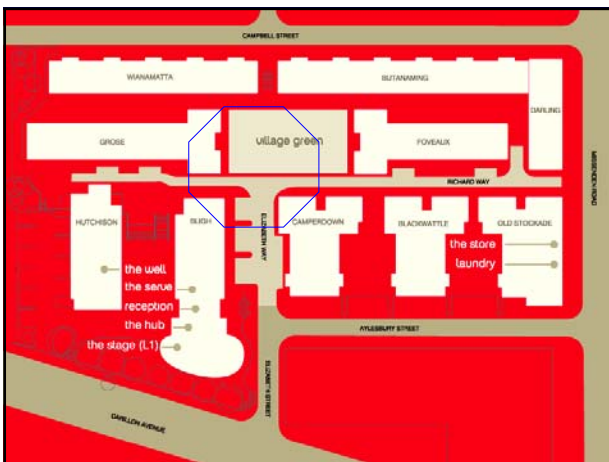 CAMPBELL STREET
WIANAMATTA
BUTANAMING
DARLING
GROSE
village green
FOVEAUX
MISSENDEN ROAD
RICHARD WAY
HUTCHISON
BLIGH
ELIZABETH WAY
CAMPERDOWN
BLACKWATTLE
OLD STOCKADE
the store
laundry
the well
the serve
reception
the hub
the stage (L1)
AYLESBURY STREET
ELIZABETH STREET
CARILLON AVENUE